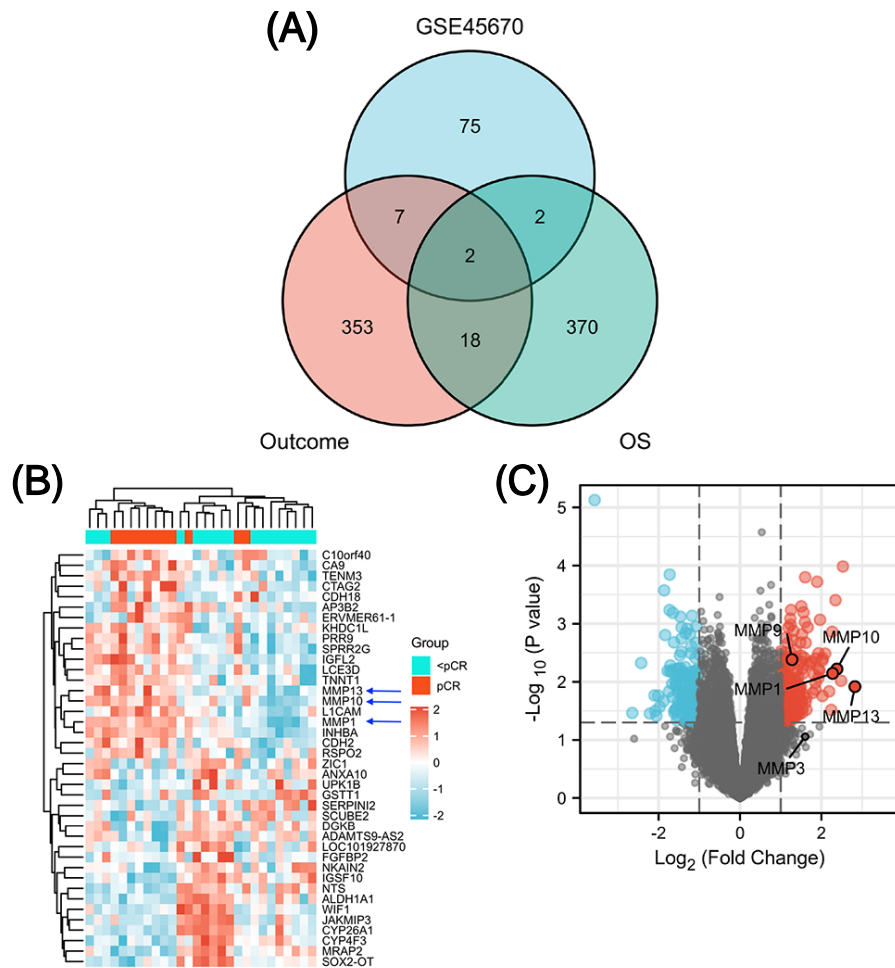 (A)
GSE45670
75
7
2
2
353
18
370
Outcome
OS
(B)
C10orf40
CA9
TENM3
CTAG2
CDH18
AP3B2
ERVMER61-1
KHDC1L
PRR9
SPRR2G
IGFL2
LCE3D
TNNT1
MMP13
MMP10
L1CAM
MMP1
INHBA
CDH2
RSPO2
ZIC1
ANXA10
UPK1B
GSTT1
SERPINI2
SCUBE2
DGKB
ADAMTS9-AS2
LOC101927870
FGFBP2
NKAIN2
IGSF10
NTS
ALDH1A1
WIF1
JAKMIP3
CYP26A1
CYP4F3
MRAP2
SOX2-OT
Group
<pCR
pCR
2
1
0
-1
-2
(C)
5
4
3
2
1
0
-Log10 (P value)
MMP9
MMP10
MMP1
MMP13
MMP3
-2
0
2
Log2 (Fold Change)